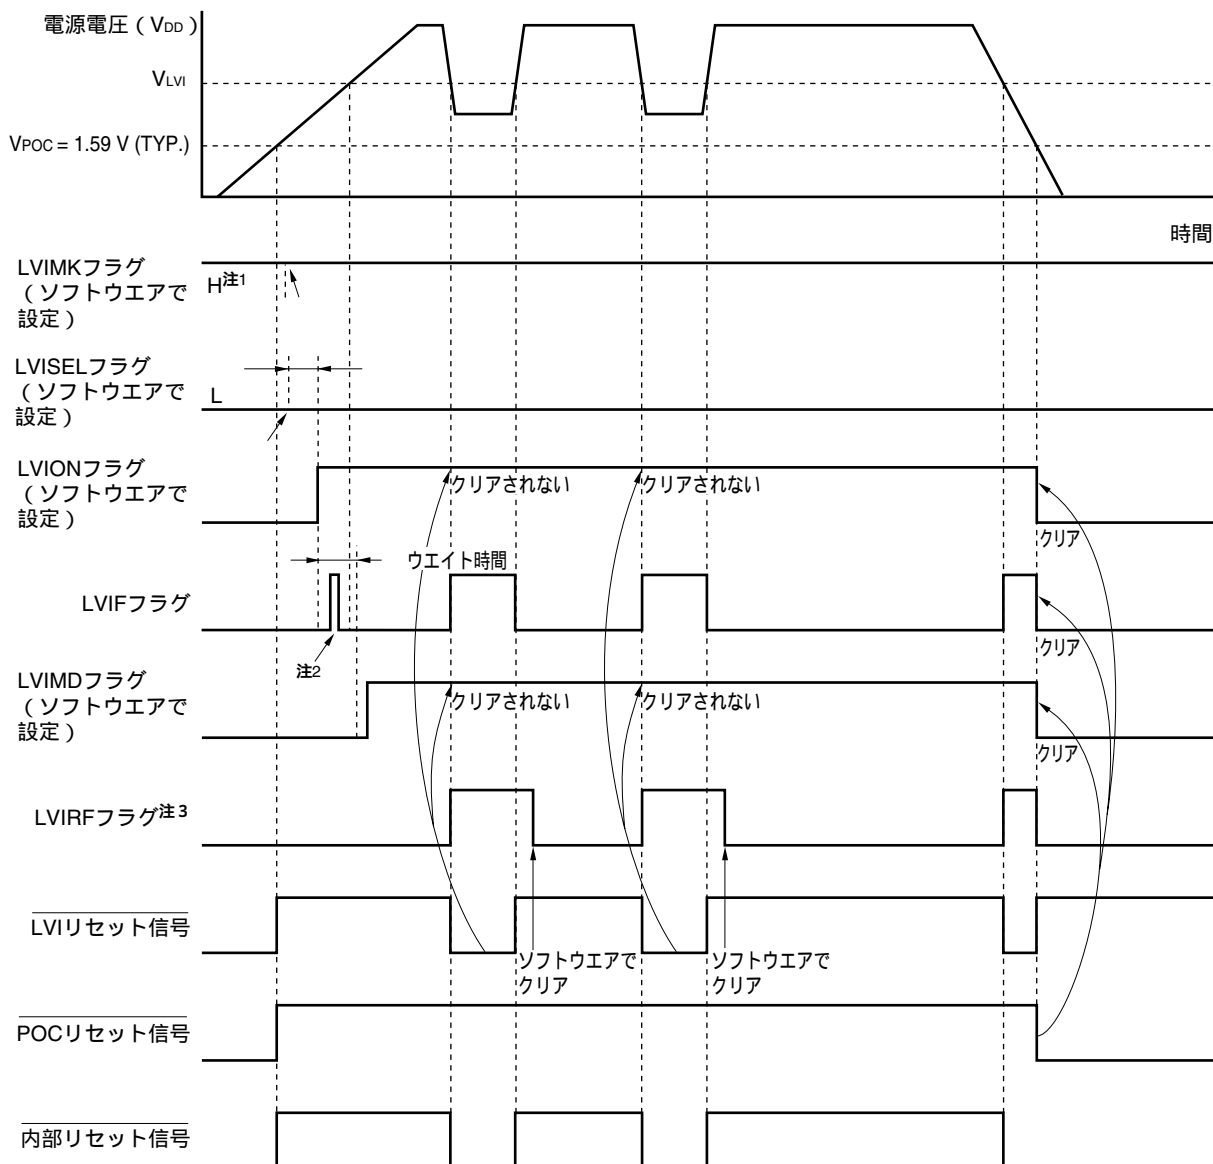 電源電圧（VDD）
VLVI
VPOC = 1.59 V (TYP.)
時間
LVIMKフラグ
（ソフトウエアで
設定）
H注1
LVISELフラグ
（ソフトウエアで
設定）
L
LVIONフラグ
（ソフトウエアで
設定）
クリアされない
クリアされない
クリア
ウエイト時間
LVIFフラグ
注2
クリア
LVIMDフラグ
（ソフトウエアで
設定）
クリアされない
クリアされない
クリア
LVIRFフラグ注3
LVIリセット信号
ソフトウエアで
クリア
ソフトウエアで
クリア
POCリセット信号
内部リセット信号